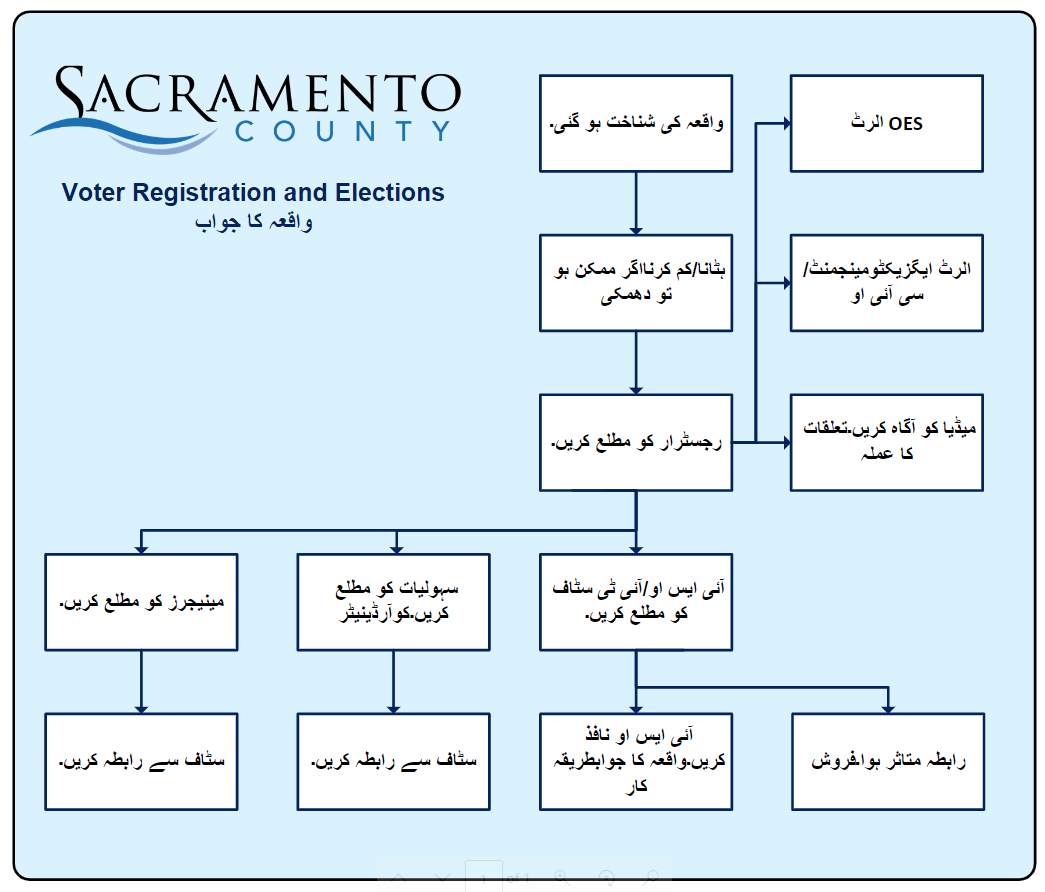 SACRAMENTO
COUNTY
Voter Registration and Elections
واقعہ کا جواب
واقعہ کی شناخت ہو گئی۔
OES الرٹ
ہٹانا/کم کرنااگر ممکن ہو
تو دھمکی
الرٹ ایگزیکٹومینجمنٹ/
سی آئی او
رجسٹرار کو مطلع کریں۔
میڈیا کو آگاہ کریں۔تعلقات
کا عملہ
مینیجرز کو مطلع کریں۔
سہولیات کو مطلع
کریں۔کوآرڈینیٹر
آئی ایس او/آئی ٹی سٹاف
کو مطلع کریں۔
سٹاف سے رابطہ کریں۔
سٹاف سے رابطہ کریں۔
آئی ایس او نافذ
کریں۔واقعہ کا جوابطریقہ
کار
رابطہ متاثر ہوا۔فروش
1 of 1